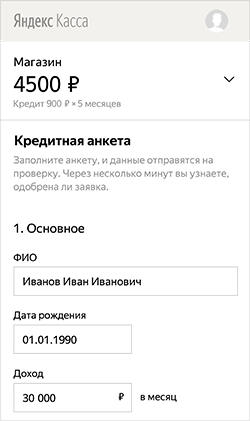 Яндекс Касса
Магазин
4500 ₽
Кредит 900 ₽ × 5 месяцев
Кредитная анкета
Заполните анкету, и данные отправятся на
проверку. Через несколько минут вы узнаете,
одобрена ли заявка.
1. Основное
ФИО
Иванов Иван Иванович
Дата рождения
01.01.1990
Доход
30 000 ₽ в месяц